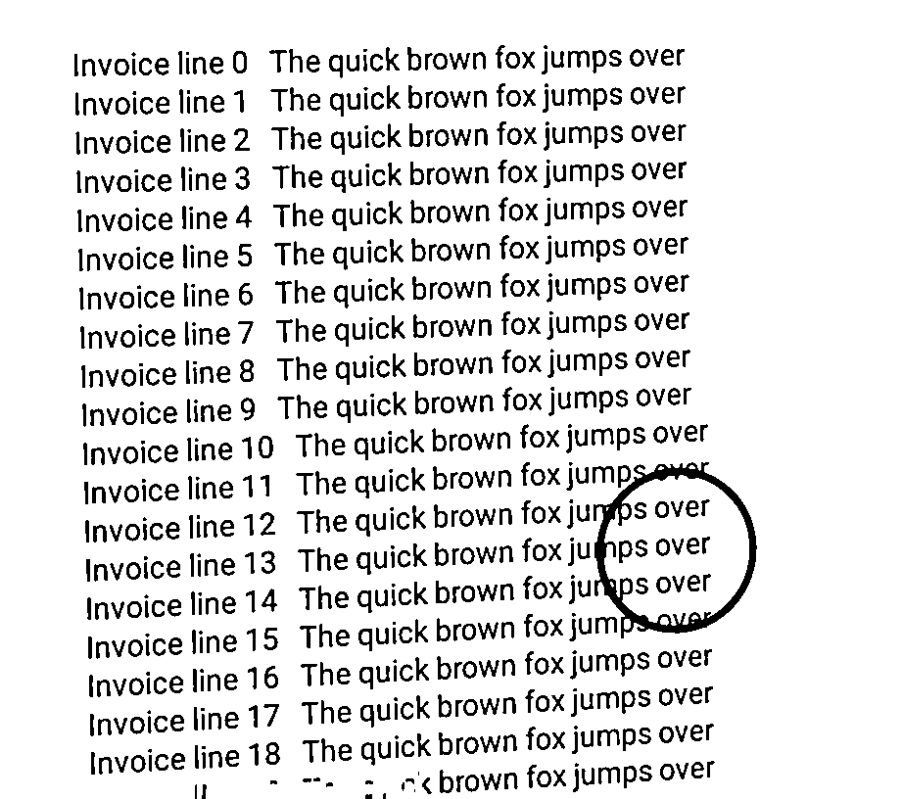 Invoice line 0 The quick brown fox jumps over
Invoice line 1 The quick brown fox jumps over
Invoice line 2 The quick brown fox jumps over
Invoice line 3 The quick brown fox jumps over
Invoice line 4 The quick brown fox jumps over
Invoice line 5 The quick brown fox jumps over
Invoice line 6 The quick brown fox jumps over
Invoice line 7 The quick brown fox jumps over
Invoice line 8 The quick brown fox jumps over
Invoice line 9 The quick brown fox jumps over
Invoice line 10 The quick brown fox jumps over
Invoice line 11 The quick brown fox jumps over
Invoice line 12 The quick brown fox jumps over
Invoice line 13 The quick brown fox jumps over
Invoice line 14 The quick brown fox jumps over
Invoice line 15 The quick brown fox jumps over
Invoice line 16 The quick brown fox jumps over
Invoice line 17 The quick brown fox jumps over
Invoice line 18 The quick brown fox jumps over
brown fox jumps over